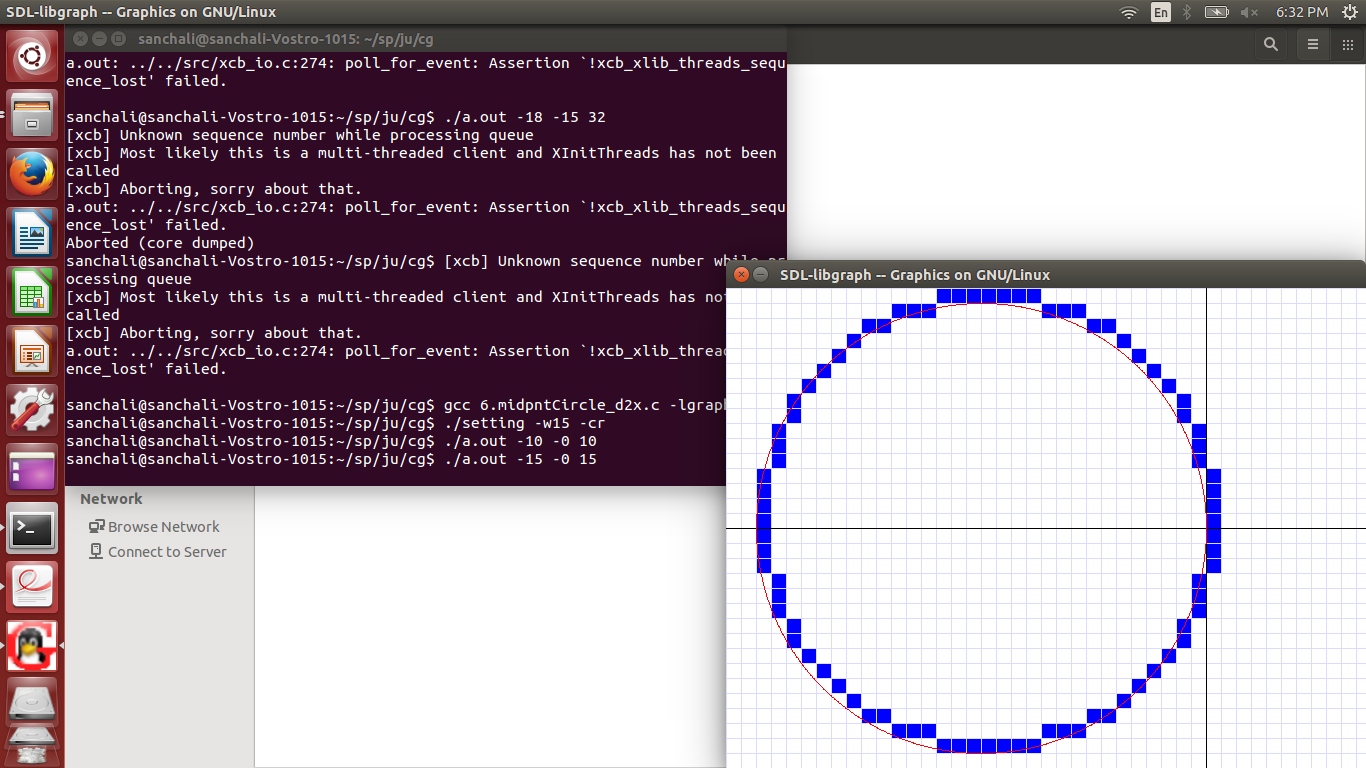 SDL-libgraph -- Graphics on GNU/Linux
En
6:32 PM
sanchali@sanchali-Vostro-1015: ~/sp/ju/cg
a.out: ../../src/xcb_io.c:274: poll_for_event: Assertion `!xcb_xlib_threads_sequ
ence_lost' failed.
sanchali@sanchali-Vostro-1015:~/sp/ju/cg$ ./a.out -18 -15 32
[xcb] Unknown sequence number while processing queue
[xcb] Most likely this is a multi-threaded client and XInitThreads has not been
called
[xcb] Aborting, sorry about that.
a.out: ../../src/xcb_io.c:274: poll_for_event: Assertion `!xcb_xlib_threads_sequ
ence_lost' failed.
Aborted (core dumped)
sanchali@sanchali-Vostro-1015:~/sp/ju/cg$ [xcb] Unknown sequence number while pr
ocessing queue
[xcb] Most likely this is a multi-threaded client and XInitThreads has not
called
[xcb] Aborting, sorry about that.
a.out: ../../src/xcb_io.c:274: poll_for_event: Assertion `!xcb_xlib_threa
ence_lost' failed.
sanchali@sanchali-Vostro-1015:~/sp/ju/cg$ gcc 6.midpntCircle_d2x.c -lgrap
sanchali@sanchali-Vostro-1015:~/sp/ju/cg$ ./setting -w15 -cr
sanchali@sanchali-Vostro-1015:~/sp/ju/cg$ ./a.out -10 -0 10
sanchali@sanchali-Vostro-1015:~/sp/ju/cg$ ./a.out -15 -0 15
SDL-libgraph -- Graphics on GNU/Linux
Network
Browse Network
Connect to Server